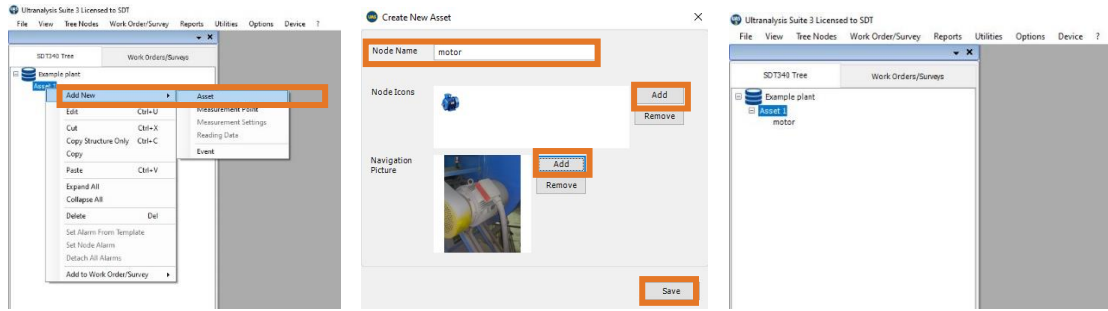 Ultranalysis Suite 3 Licensed to SDT
File View Tree Nodes Work Order/Survey Reports Utilities Options Device ?
SDT340 Tree Work Orders/Surveys
Example plant
Asset 1
Add New Asset
Measurement Point
Edit Ctrl+U
Measurement Settings
Cut Ctrl+X
Reading Data
Copy Structure Only Ctrl+C
Copy
Event
Paste Ctrl+V
Expand All
Collapse All
Delete Del
Set Alarm From Template
Set Node Alarm
Detach All Alarms
Add to Work Order/Survey
Create New Asset
Node Name motor
Node Icons
Add
Remove
Navigation
Picture
Add
Remove
Save
Ultranalysis Suite 3 Licensed to SDT
File View Tree Nodes Work Order/Survey Reports Utilities Options Device ?
SDT340 Tree Work Orders/Surveys
Example plant
Asset 1
motor